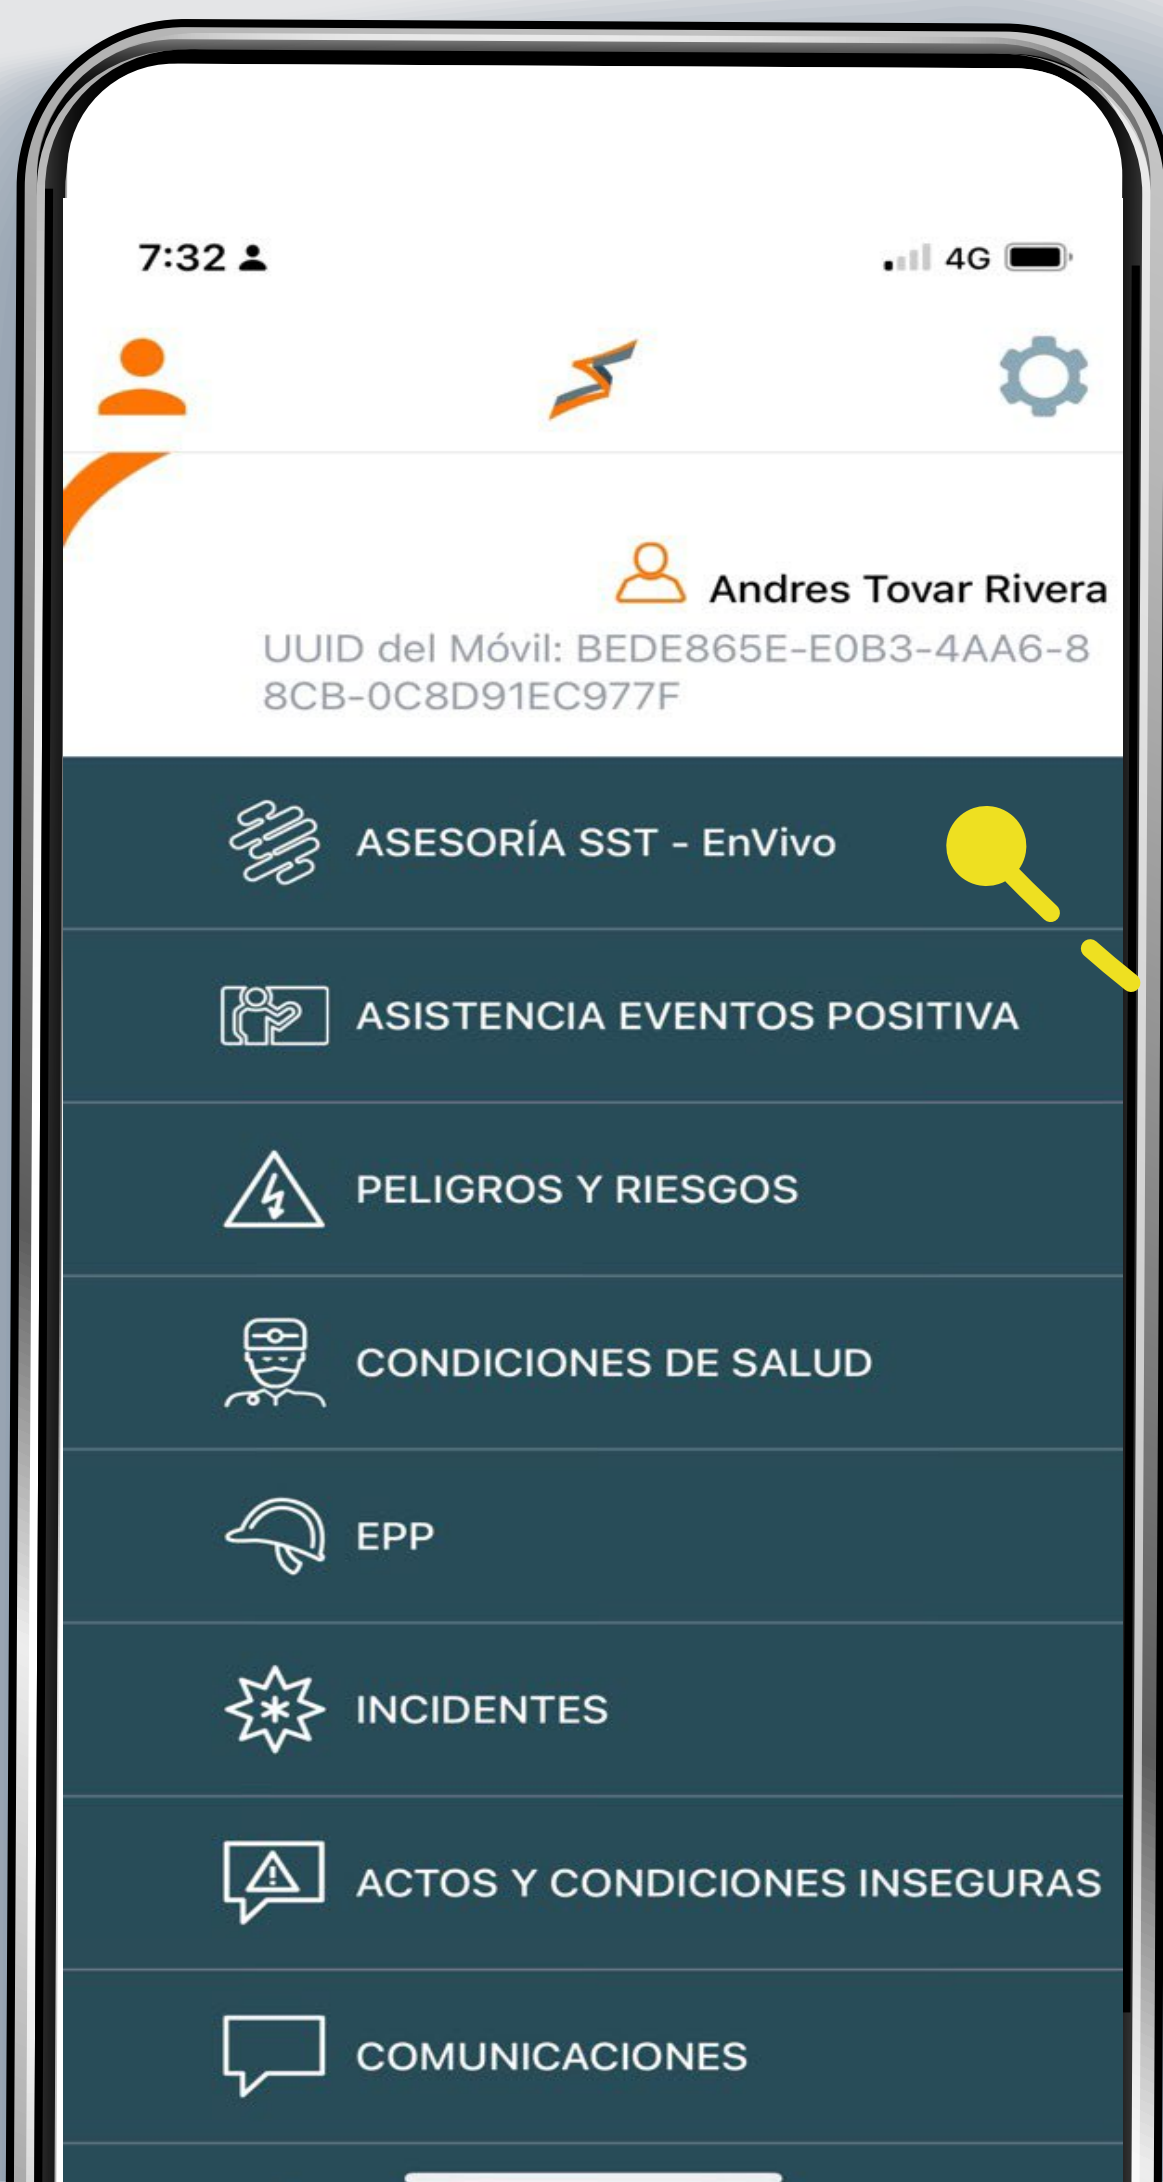 7:32
4G
Andres Tovar Rivera
UUID del Móvil: BEDE865E-E0B3-4AA6-8
8CB-0C8D91EC977F
ASESORÍA SST - EnVivo
ASISTENCIA EVENTOS POSITIVA
PELIGROS Y RIESGOS
CONDICIONES DE SALUD
EPP
INCIDENTES
ACTOS Y CONDICIONES INSEGURAS
COMUNICACIONES